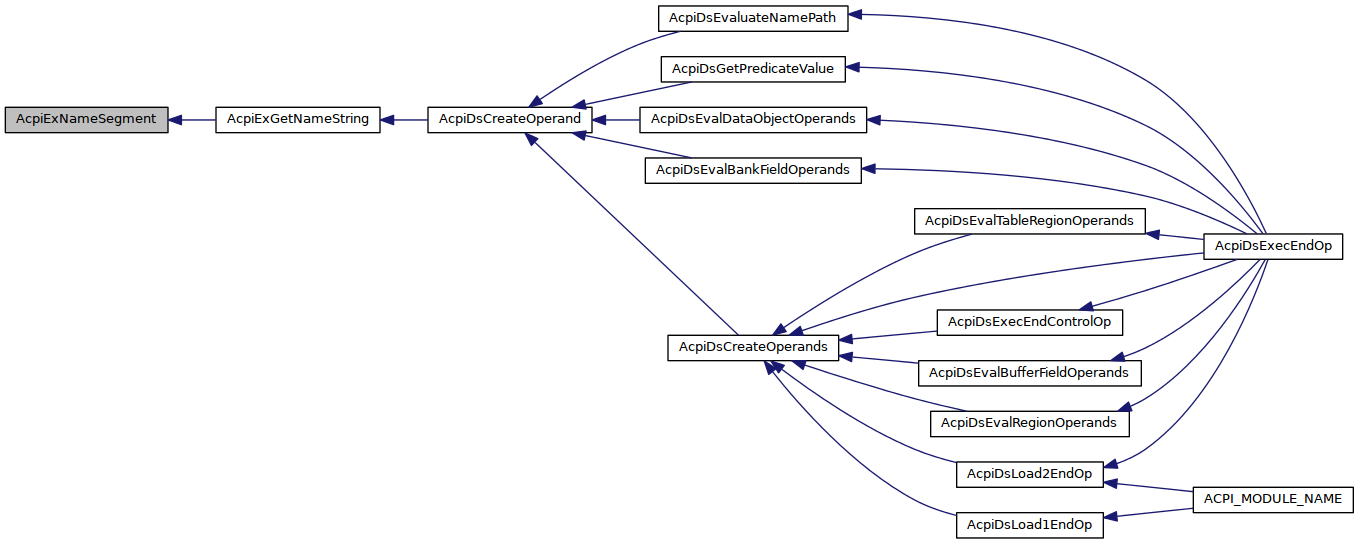 AcpiDsEvaluateNamePath
AcpiDsGetPredicateValue
AcpiExNameSegment
AcpiExGetNameString
AcpiDsCreateOperand
AcpiDsEvalDataObjectOperands
AcpiDsEvalBankFieldOperands
AcpiDsEvalTableRegionOperands
AcpiDsExecEndOp
AcpiDsExecEndControlOp
AcpiDsCreateOperands
AcpiDsEvalBufferFieldOperands
AcpiDsEvalRegionOperands
AcpiDsLoad2EndOp
ACPI_MODULE_NAME
AcpiDsLoad1EndOp